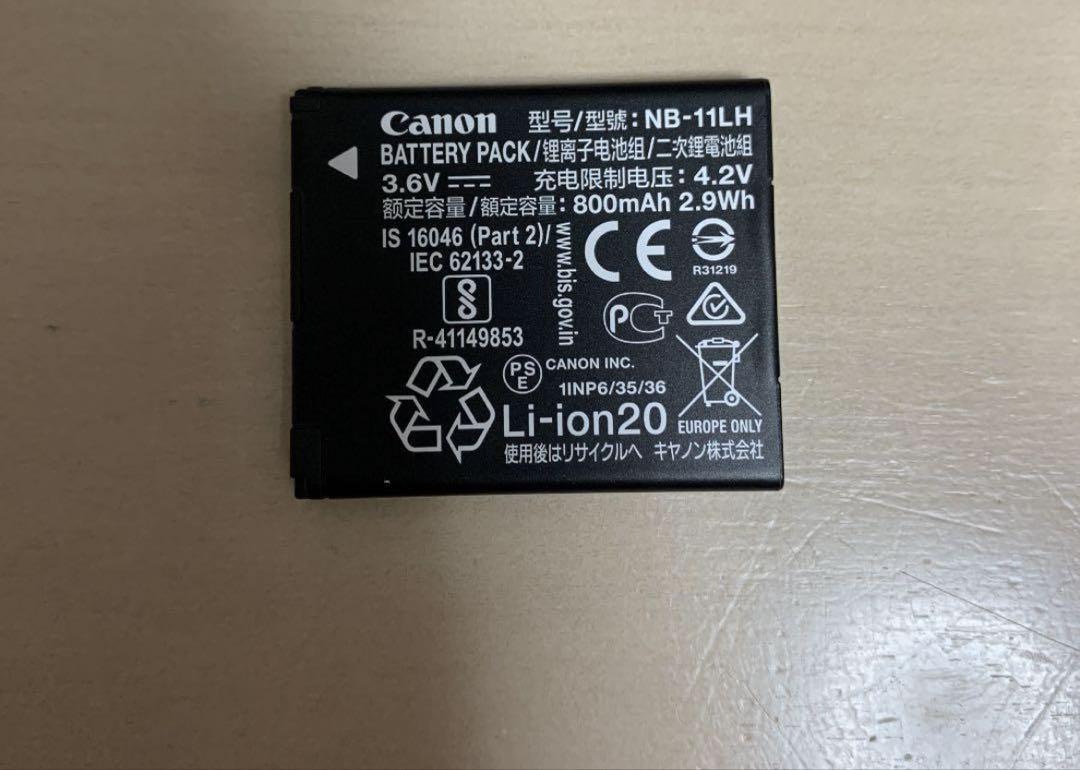 Canon 型号/型號: NB-11LH
BATTERY PACK/锂离子电池组/二次鋰電池組
3.6V 充电限制电压: 4.2V
额定容量/額定容量: 800mAh 2.9Wh
IS 16046 (Part 2)/
IEC 62133-2
R-41149853
www.bis.gov.in
CE
R31219
PCT
PS
E
CANON INC.
1INP6/35/36
Li-ion20
EUROPE ONLY
使用後はリサイクルへ キヤノン株式会社